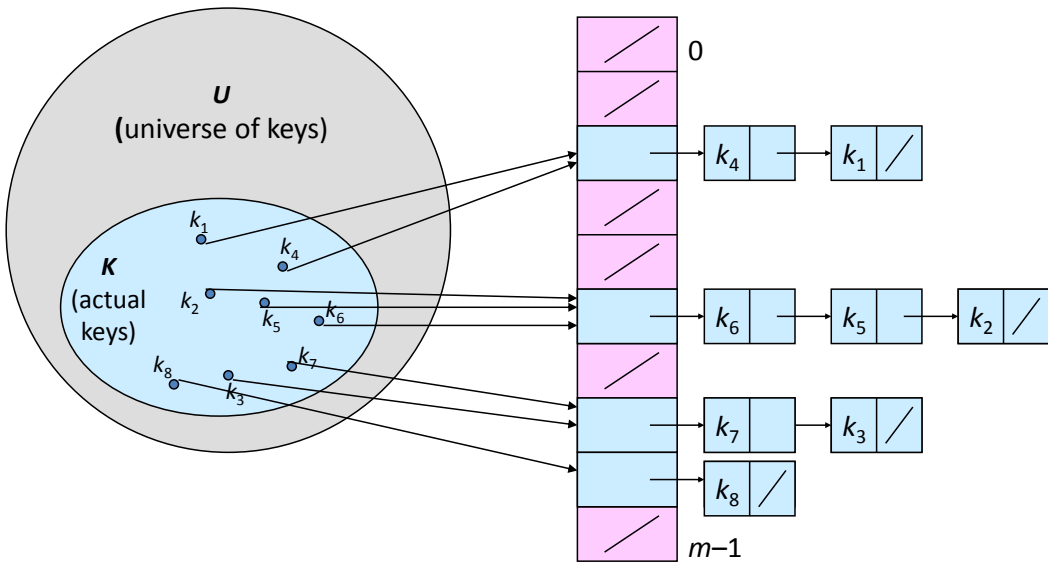 U
(universe of keys)
K
(actual
keys)
k1
k4
k2
k5
k6
k7
k8
k3
0
k4 k1
k6 k5 k2
k7 k3
k8
m–1